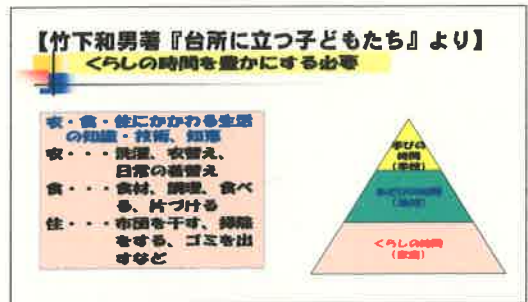 【竹下和男著『台所に立つ子どもたち』より】
くらしの時間を豊かにする必要
衣・食・住にかかわる生活
の知識・技術、知恵
衣・・・洗濯、衣替え、
日常の着替え
食・・・食材、調理、食べ
る、片づける
住・・・布団を干す、掃除
をする、ゴミを出
すなど
学びの
時間
(学校)
あそびの時間
(地域)
くらしの時間
(家庭)